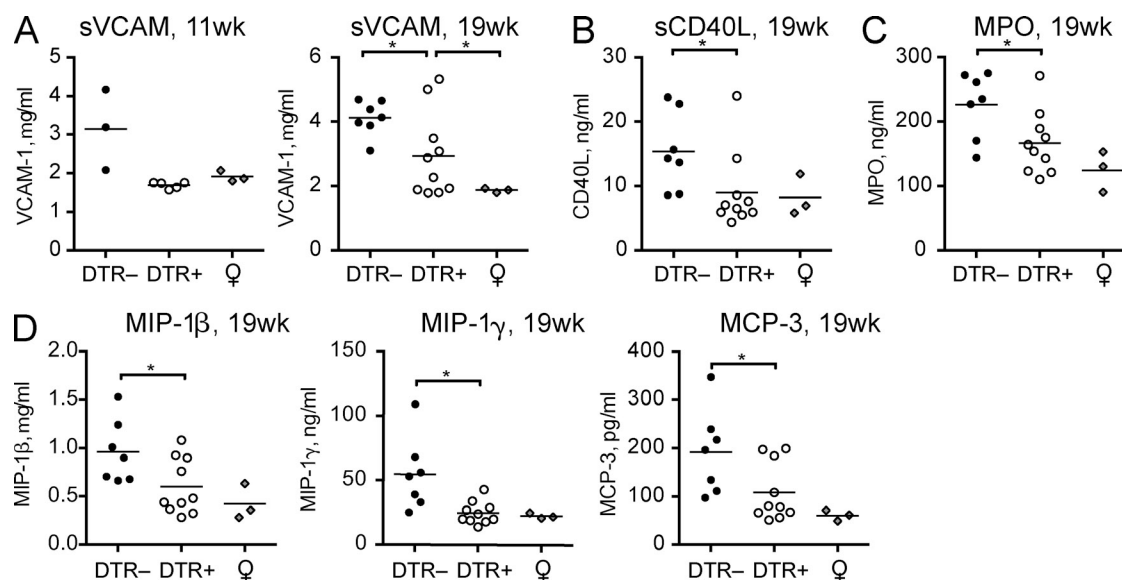 A sVCAM, 11wk
VCAM-1, mg/ml
5
4
3
2
1
0
DTR– DTR+ ♀
sVCAM, 19wk
VCAM-1, mg/ml
6
4
2
0
* *
DTR– DTR+ ♀
B sCD40L, 19wk
CD40L, ng/ml
30
20
10
0
*
DTR– DTR+ ♀
C MPO, 19wk
MPO, ng/ml
300
200
100
0
*
DTR– DTR+ ♀
D MIP-1β, 19wk
MIP-1β, mg/ml
2.0
1.5
1.0
0.5
0.0
*
DTR– DTR+ ♀
MIP-1γ, 19wk
MIP-1γ, ng/ml
150
100
50
0
*
DTR– DTR+ ♀
MCP-3, 19wk
MCP-3, pg/ml
400
300
200
100
0
*
DTR– DTR+ ♀